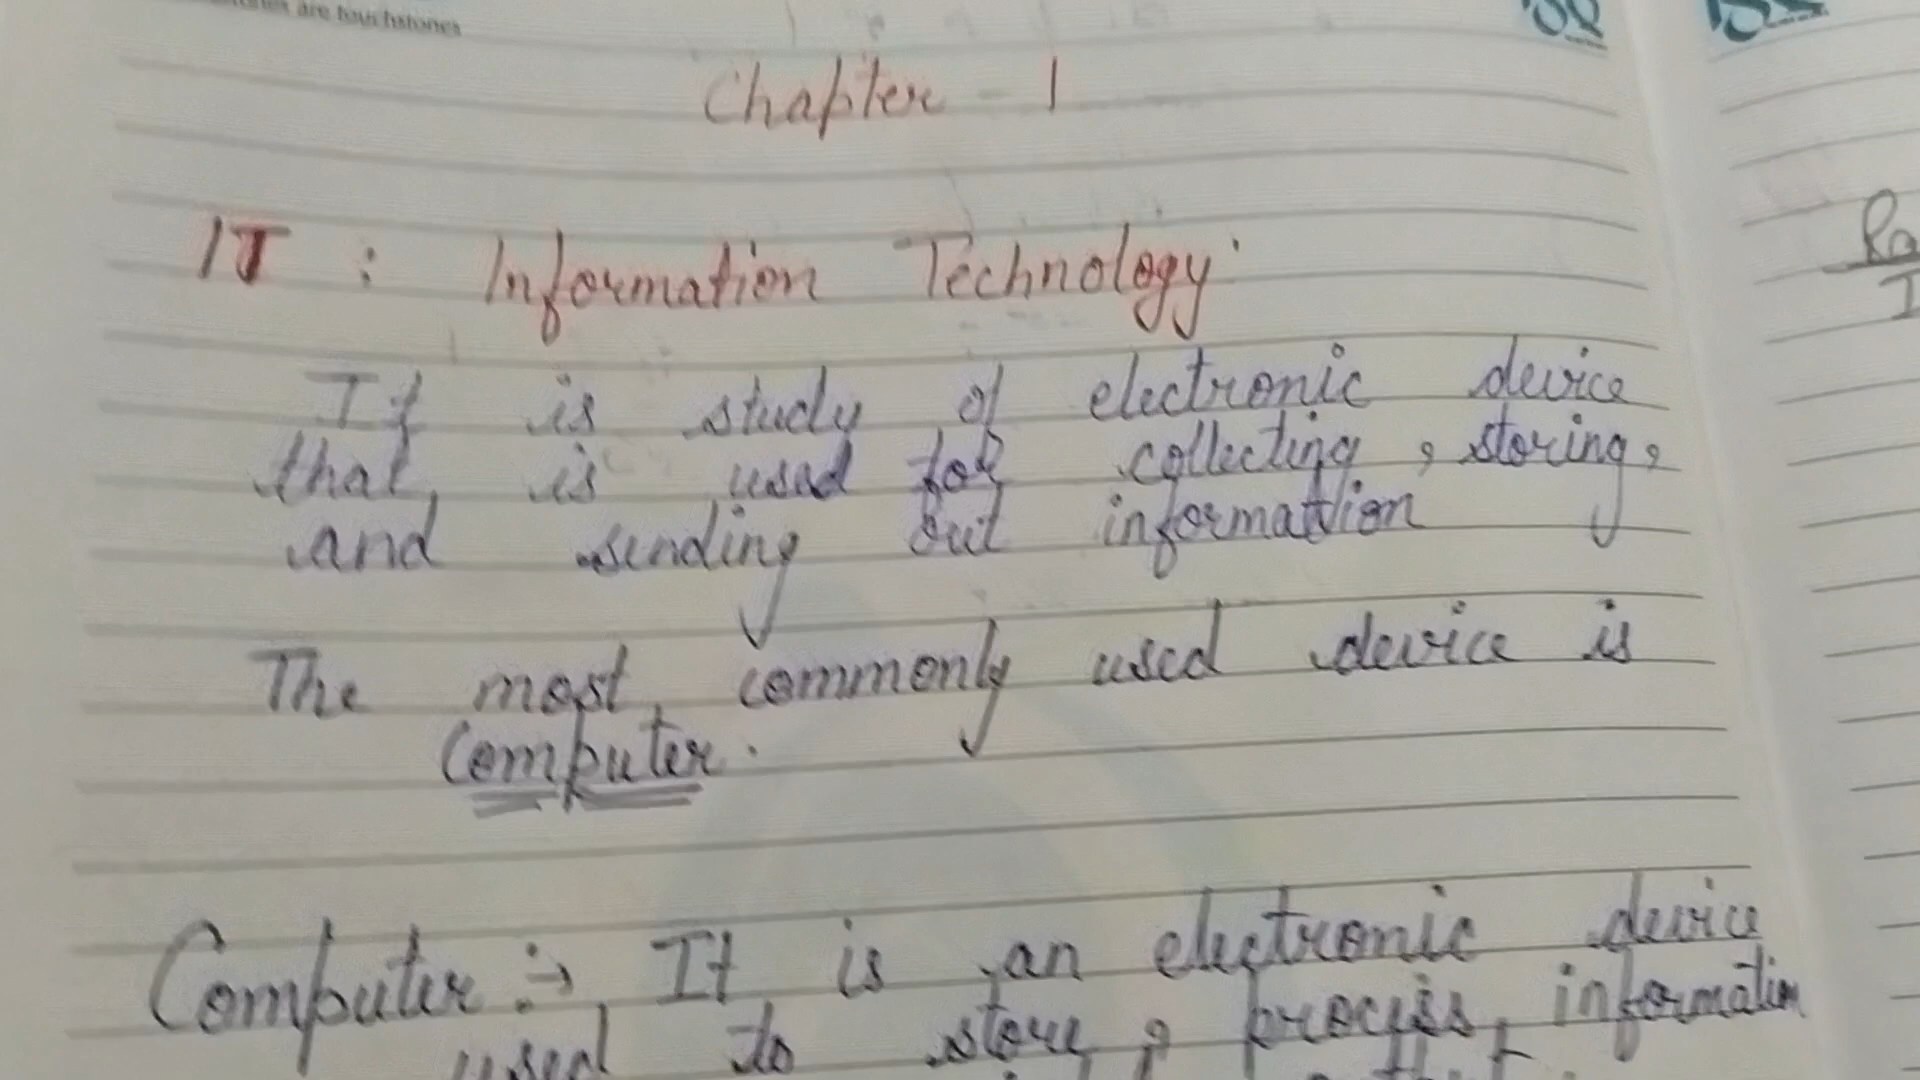 are touchstones
Chapter - 1
IT : Information Technology
It is study of electronic device
that is used for collecting, storing,
and sending out information
The most commonly used device is
Computer.
Computer :→ It is an electronic device
used to store, process, information